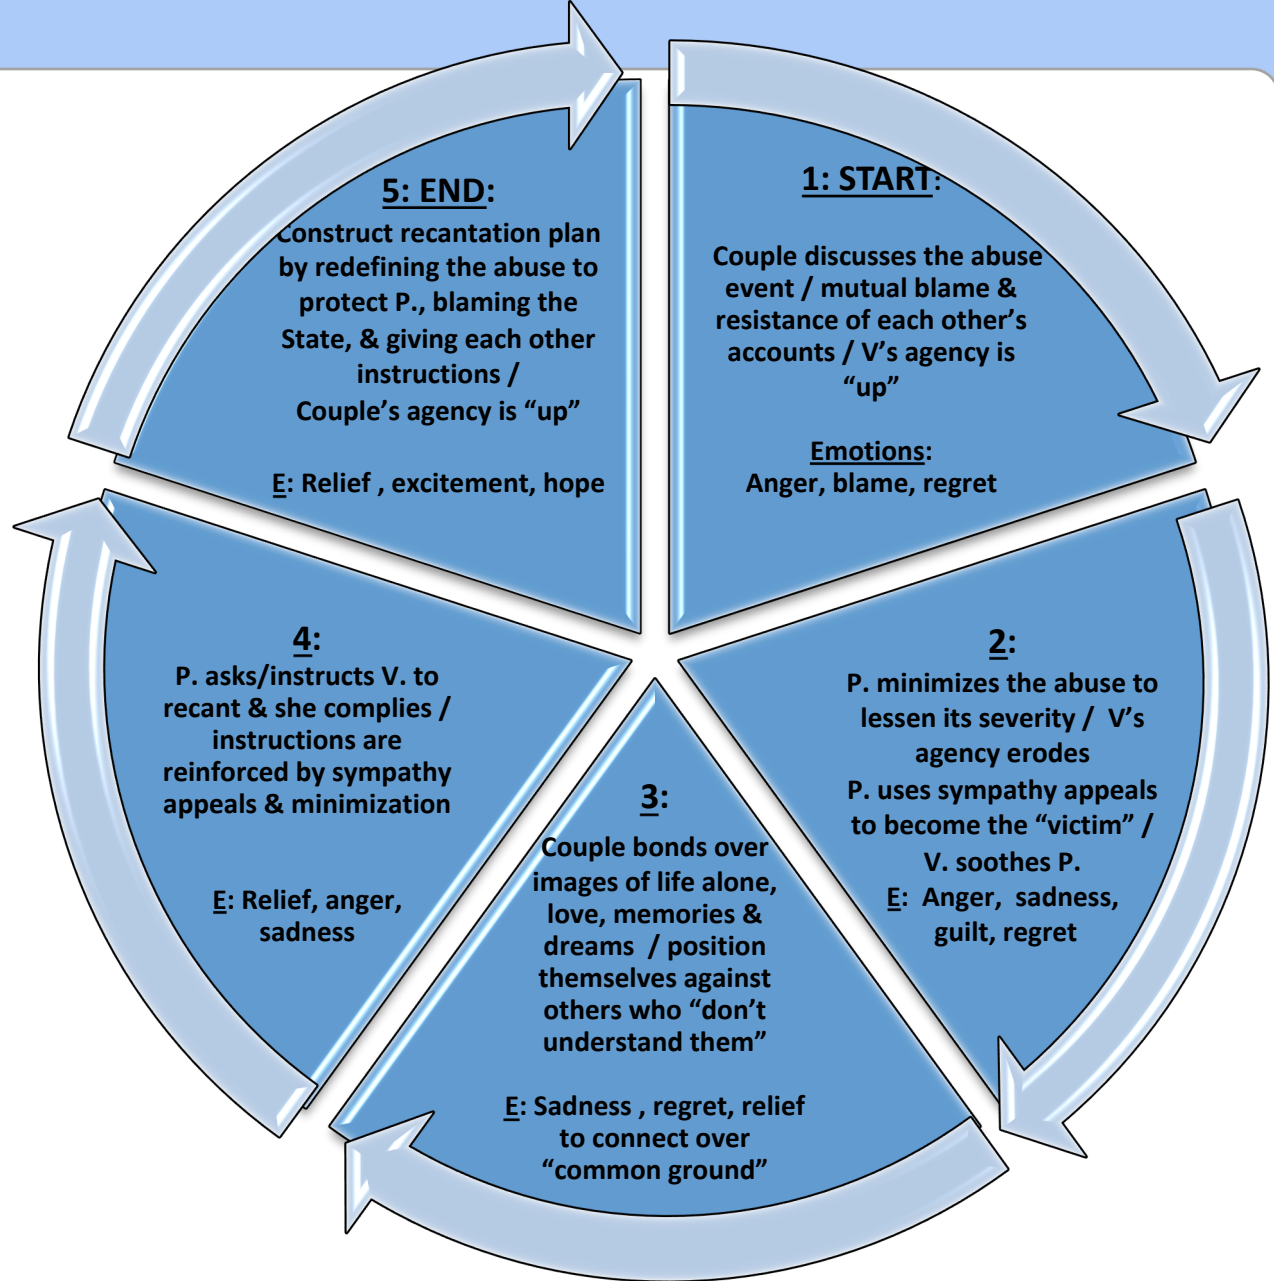 1: START:
Couple discusses the abuse
event / mutual blame &
resistance of each other’s
accounts / V’s agency is
“up”
Emotions:
Anger, blame, regret
2:
P. minimizes the abuse to
lessen its severity / V’s
agency erodes
P. uses sympathy appeals
to become the “victim” /
V. soothes P.
E: Anger, sadness,
guilt, regret
3:
Couple bonds over
images of life alone,
love, memories &
dreams / position
themselves against
others who “don’t
understand them”
E: Sadness , regret, relief
to connect over
“common ground”
4:
P. asks/instructs V. to
recant & she complies /
instructions are
reinforced by sympathy
appeals & minimization
E: Relief, anger,
sadness
5: END:
Construct recantation plan
by redefining the abuse to
protect P., blaming the
State, & giving each other
instructions /
Couple’s agency is “up”
E: Relief , excitement, hope